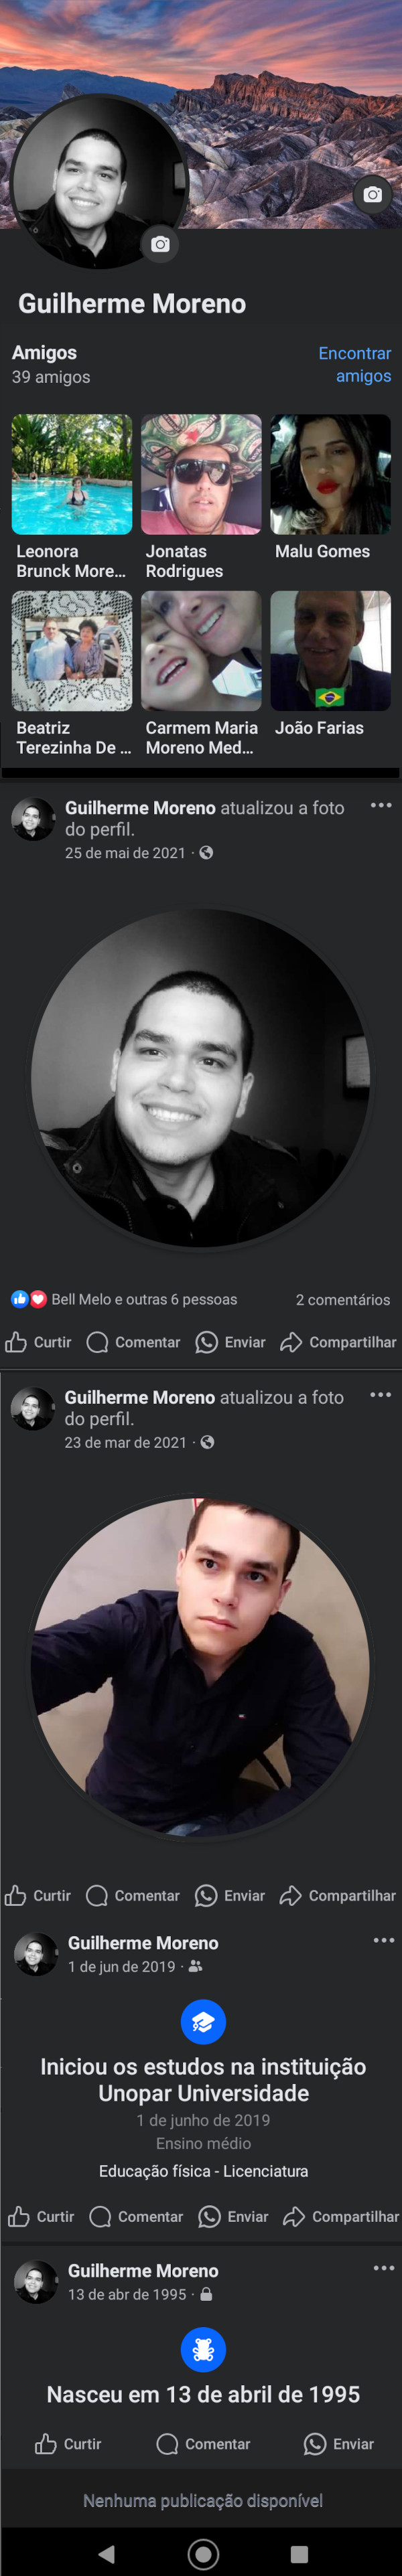 Guilherme Moreno
Amigos
Encontrar
39 amigos
amigos
Leonora
Brunck More...
Jonatas
Rodrigues
Malu Gomes
Beatriz
Terezinha De ...
Carmem Maria
Moreno Med...
João Farias
Guilherme Moreno atualizou a foto
do perfil.
25 de mai de 2021 ·
Bell Melo e outras 6 pessoas
2 comentários
Curtir Comentar Enviar Compartilhar
Guilherme Moreno atualizou a foto
do perfil.
23 de mar de 2021 ·
Curtir Comentar Enviar Compartilhar
Guilherme Moreno
1 de jun de 2019 ·
Iniciou os estudos na instituição
Unopar Universidade
1 de junho de 2019
Ensino médio
Educação física - Licenciatura
Curtir Comentar Enviar Compartilhar
Guilherme Moreno
13 de abr de 1995 ·
Nasceu em 13 de abril de 1995
Curtir Comentar Enviar
Nenhuma publicação disponível